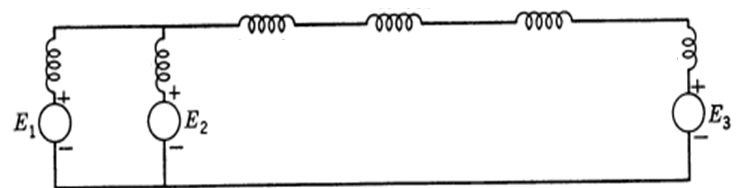 + + +
E₁ E₂ E₃
− − −